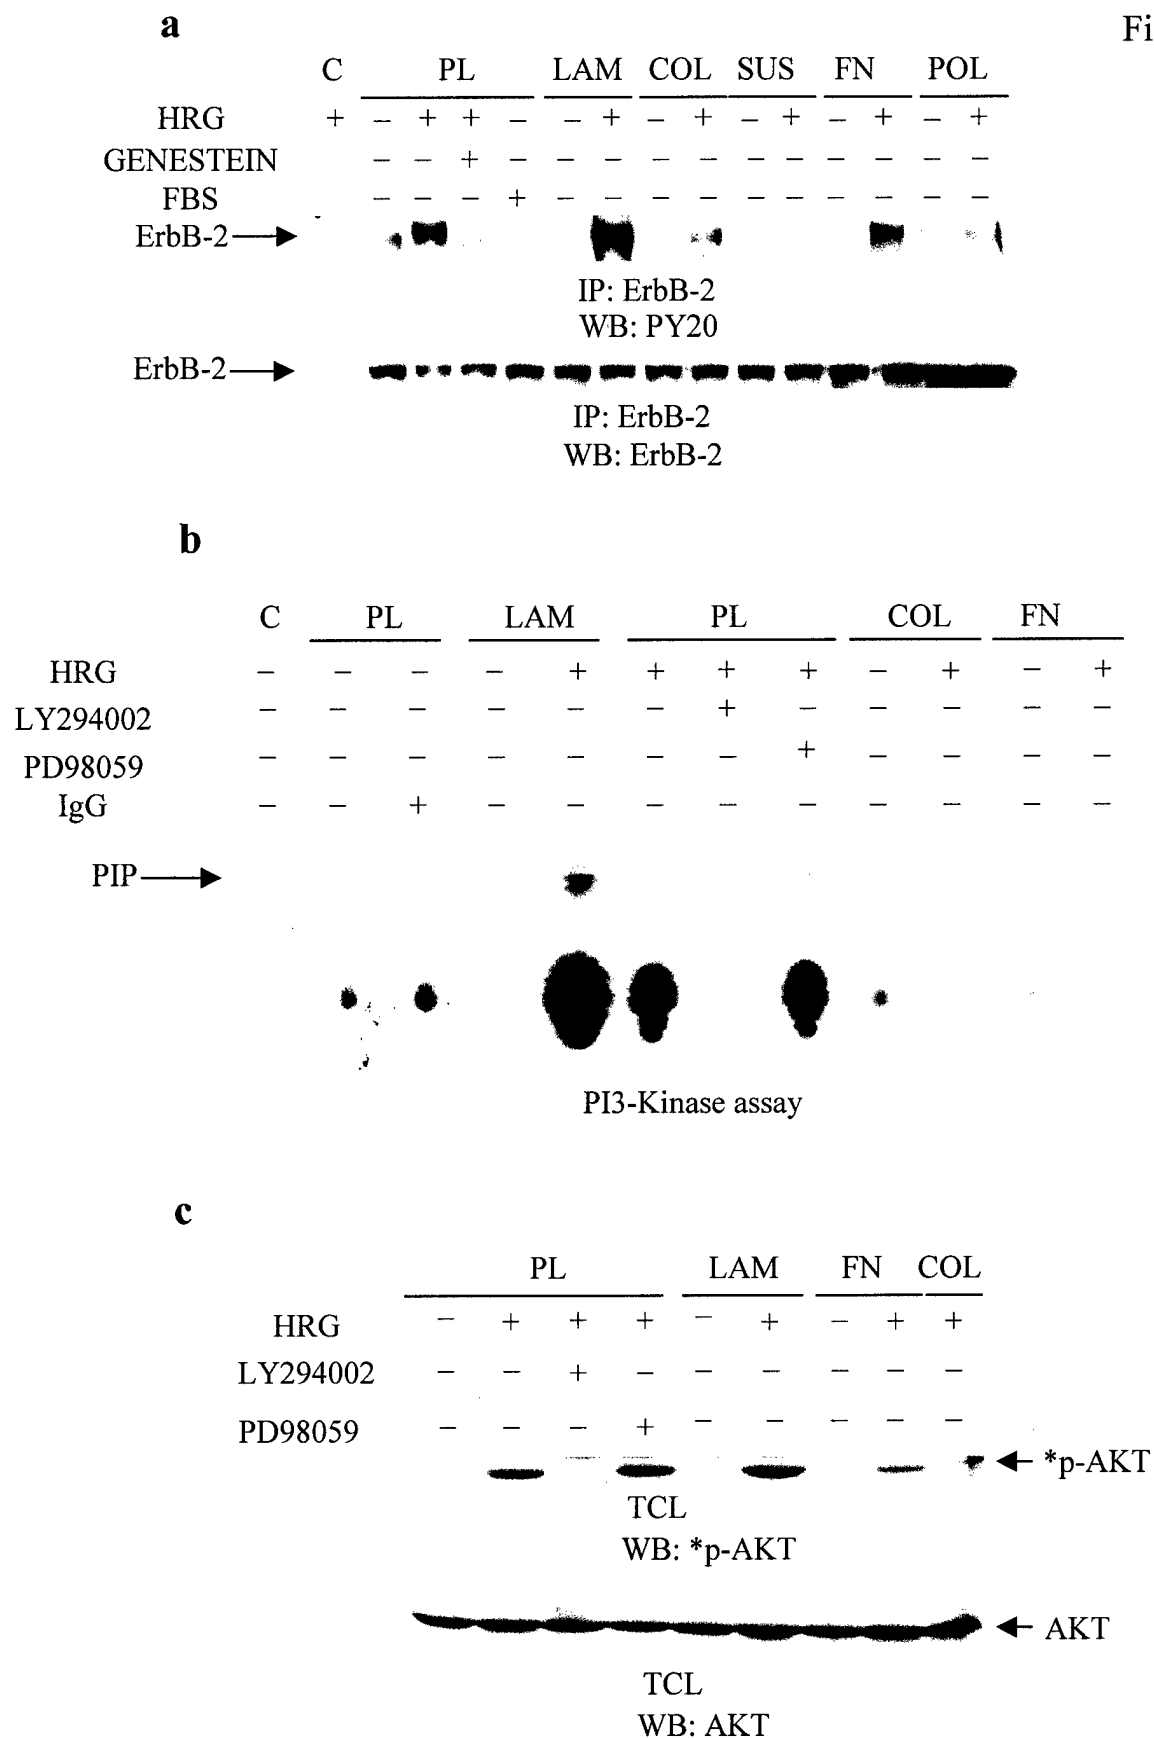 a
Fi
C PL LAM COL SUS FN POL
HRG + − + + − − + − + − + − + − +
GENESTEIN − − + − − − − − − − − − − −
FBS − − − + − − − − − − − − − −
ErbB-2
IP: ErbB-2
WB: PY20
ErbB-2
IP: ErbB-2
WB: ErbB-2
b
C PL LAM PL COL FN
HRG − − − − + + + + − + − +
LY294002 − − − − − − + − − − − −
PD98059 − − − − − − − + − − − −
IgG − − + − − − − − − − − −
PIP
PI3-Kinase assay
c
PL LAM FN COL
HRG − + + + − + − + +
LY294002 − − + − − − − − −
PD98059 − − − + − − − − −
*p-AKT
TCL
WB: *p-AKT
AKT
TCL
WB: AKT